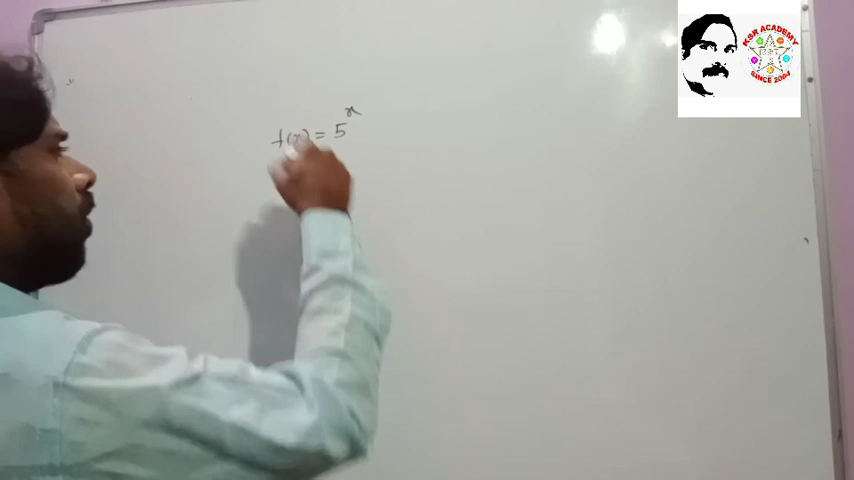 f(x) = 5^x
KSR ACADEMY
SINCE 2004